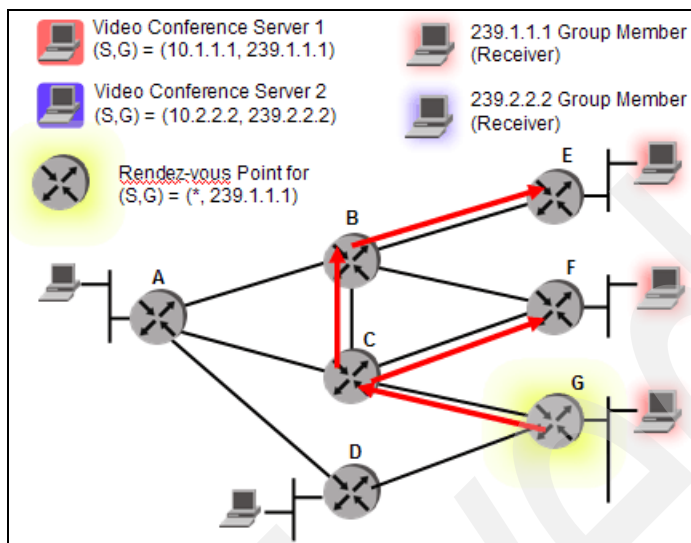 Video Conference Server 1
(S,G) = (10.1.1.1, 239.1.1.1)
239.1.1.1 Group Member
(Receiver)
Video Conference Server 2
(S,G) = (10.2.2.2, 239.2.2.2)
239.2.2.2 Group Member
(Receiver)
Rendez-vous Point for
(S,G) = (*, 239.1.1.1)
E
B
A
F
C
G
D